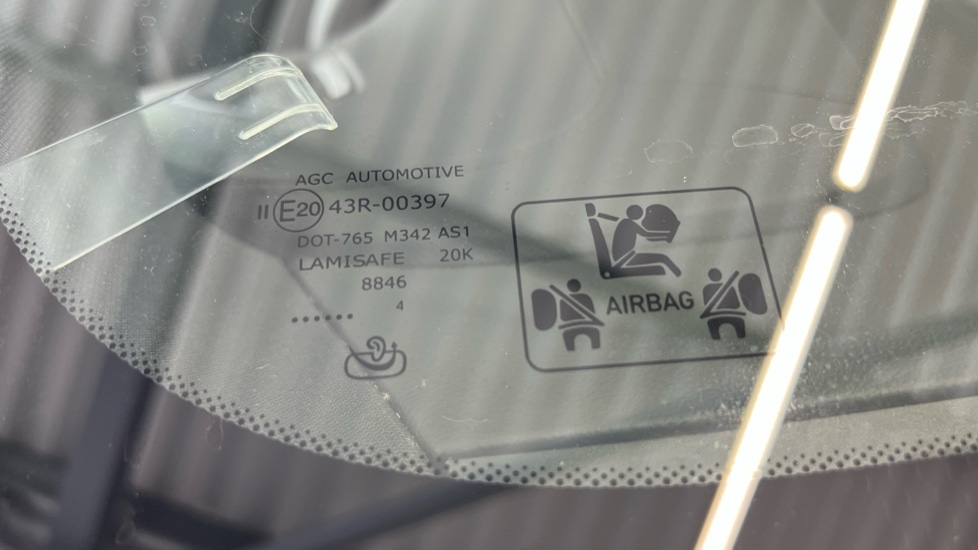 AGC AUTOMOTIVE
II E20 43R-00397
DOT-765 M342 AS1
LAMISAFE 20K
8846
4
AIRBAG